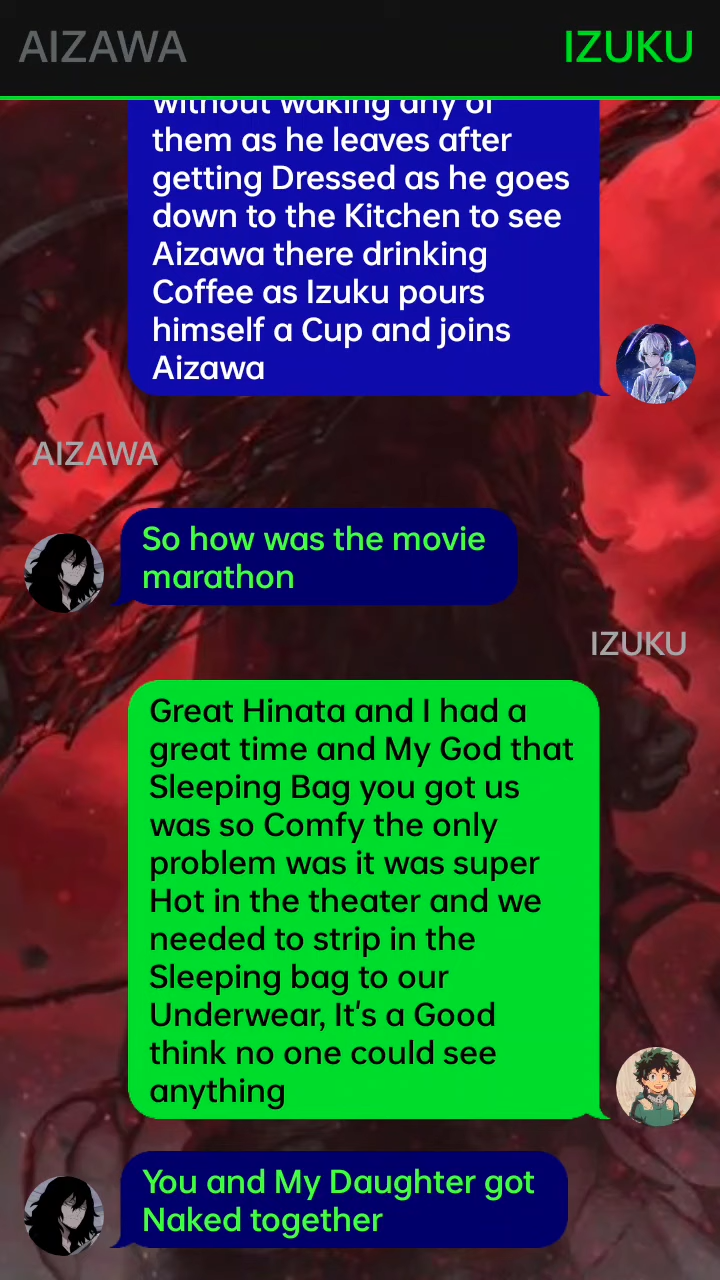 AIZAWA
IZUKU
without waking any of
them as he leaves after
getting Dressed as he goes
down to the Kitchen to see
Aizawa there drinking
Coffee as Izuku pours
himself a Cup and joins
Aizawa
AIZAWA
So how was the movie
marathon
IZUKU
Great Hinata and I had a
great time and My God that
Sleeping Bag you got us
was so Comfy the only
problem was it was super
Hot in the theater and we
needed to strip in the
Sleeping bag to our
Underwear, It's a Good
think no one could see
anything
You and My Daughter got
Naked together